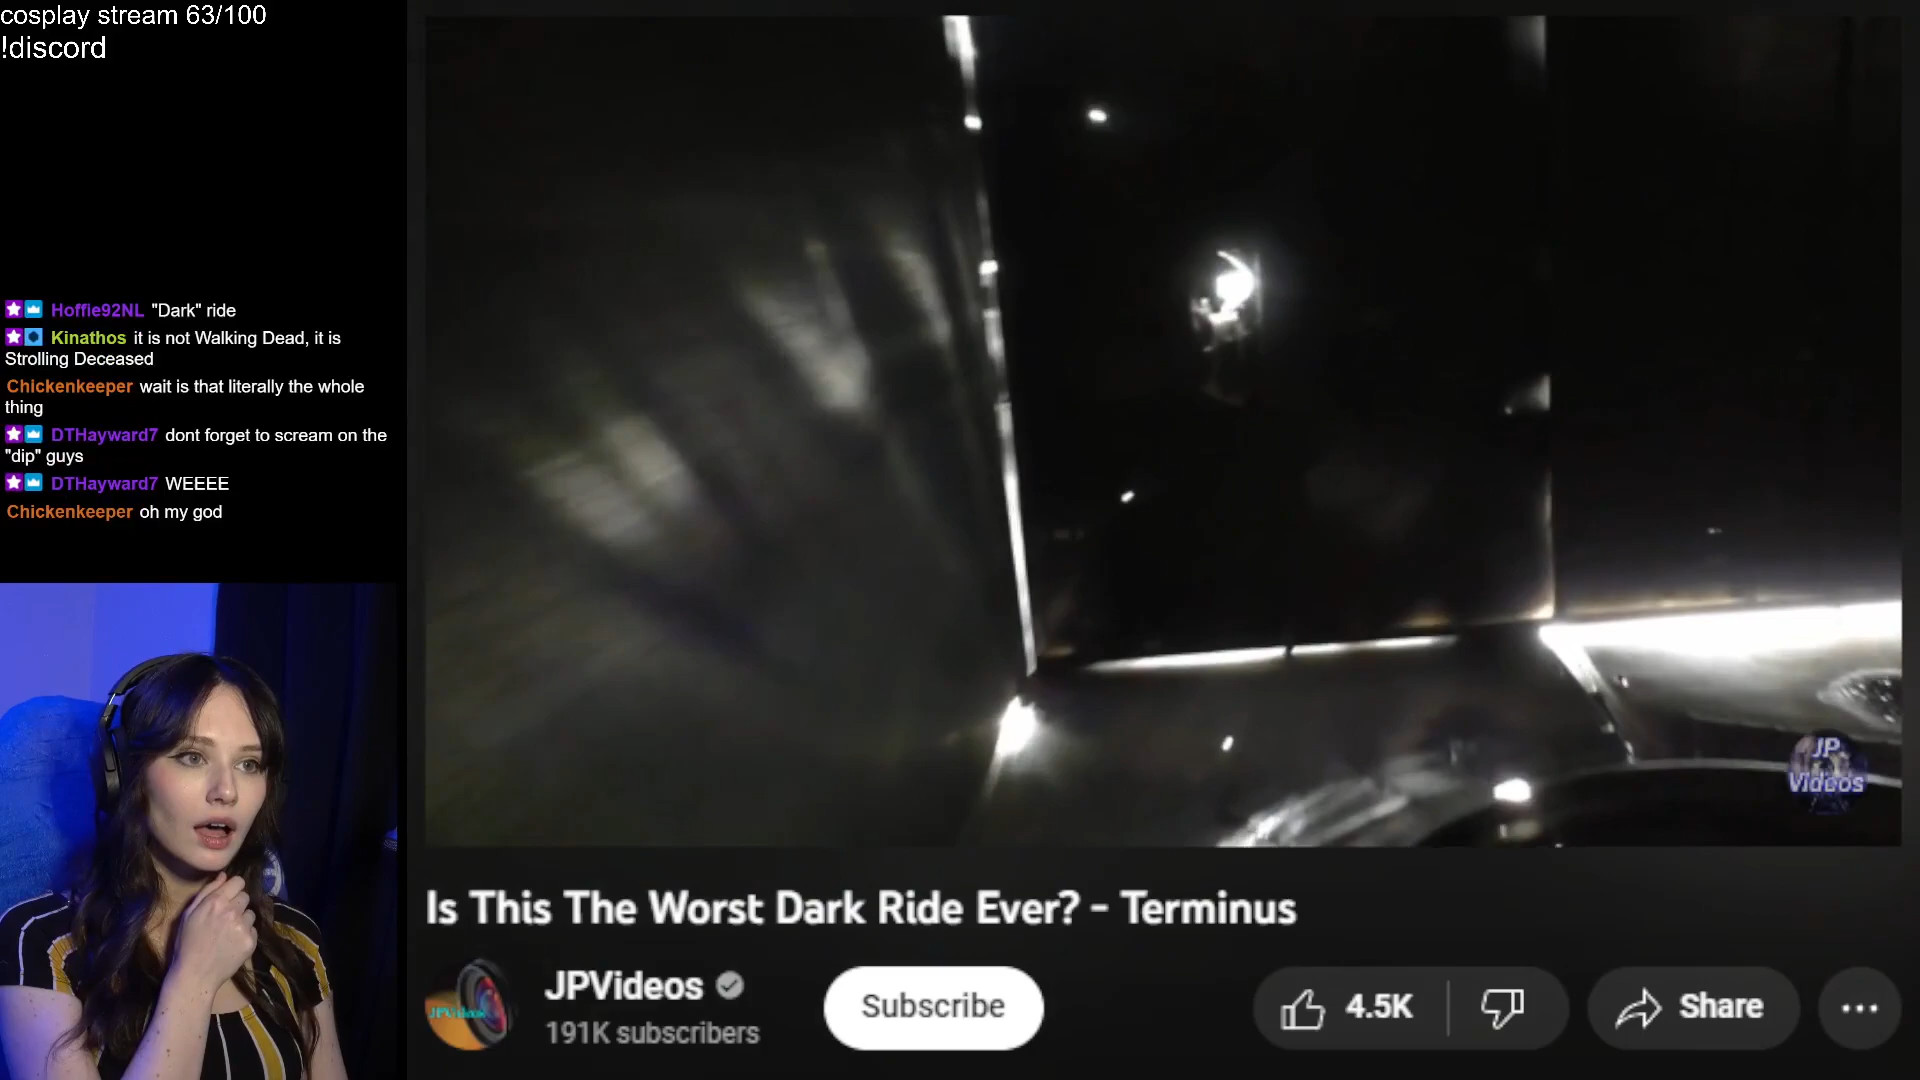 cosplay stream 63/100
!discord
Hoffie92NL "Dark" ride
Kinathos it is not Walking Dead, it is
Strolling Deceased
Chickenkeeper wait is that literally the whole
thing
DTHayward7 dont forget to scream on the
"dip" guys
DTHayward7 WEEEE
Chickenkeeper oh my god
JP
Videos
Is This The Worst Dark Ride Ever? - Terminus
JPVideos
191K subscribers
Subscribe
4.5K
Share
JPVideos